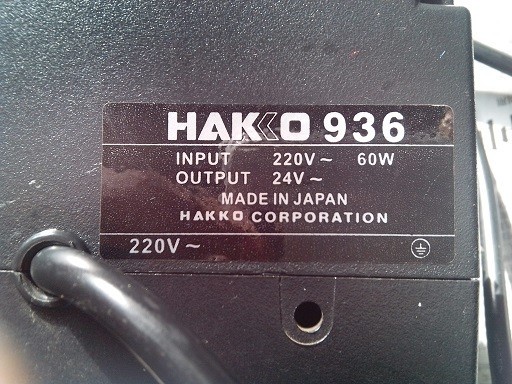 HAKKO 936
INPUT 220V~ 60W
OUTPUT 24V~
MADE IN JAPAN
HAKKO CORPORATION
220V~